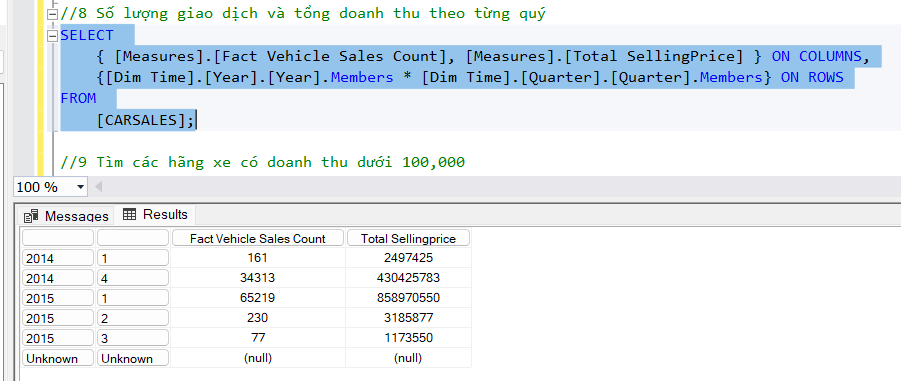 //8 Số lượng giao dịch và tổng doanh thu theo từng quý
SELECT
{ [Measures].[Fact Vehicle Sales Count], [Measures].[Total SellingPrice] } ON COLUMNS,
{[Dim Time].[Year].[Year].Members * [Dim Time].[Quarter].[Quarter].Members} ON ROWS
FROM
[CARSALES];
//9 Tìm các hãng xe có doanh thu dưới 100,000
100 %
Messages Results
Fact Vehicle Sales Count Total Sellingprice
2014 1 161 2497425
2014 4 34313 430425783
2015 1 65219 858970550
2015 2 230 3185877
2015 3 77 1173550
Unknown Unknown (null) (null)